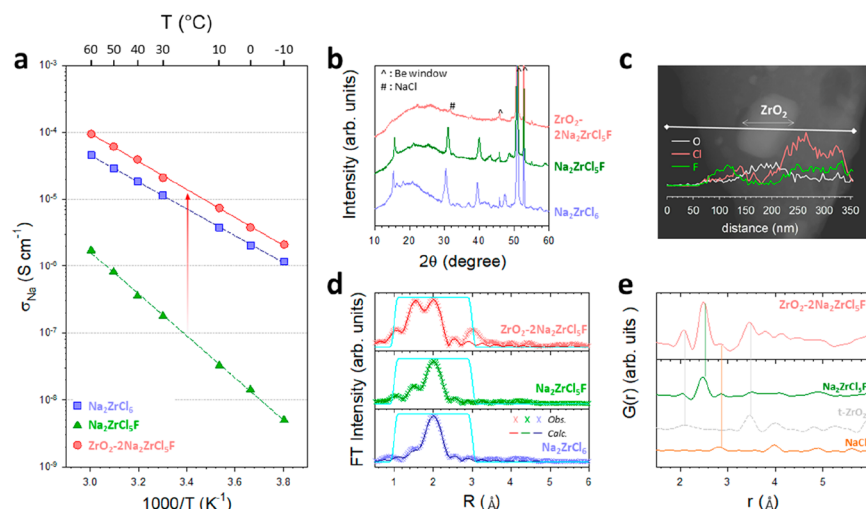 T (°C)
a
60 50 40 30 10 0 -10
10⁻³
10⁻⁴
10⁻⁵
10⁻⁶
10⁻⁷
10⁻⁸
10⁻⁹
σNa (S cm⁻¹)
Na₂ZrCl₆
Na₂ZrCl₅F
ZrO₂-2Na₂ZrCl₅F
3.0 3.2 3.4 3.6 3.8
1000/T (K⁻¹)
b
^ : Be window
# : NaCl
#
^
^ ^
ZrO₂-
2Na₂ZrCl₅F
Na₂ZrCl₅F
Na₂ZrCl₆
Intensity (arb. units)
10 20 30 40 50 60
2θ (degree)
c
ZrO₂
O
Cl
F
0 50 100 150 200 250 300 350
distance (nm)
d
ZrO₂-2Na₂ZrCl₅F
Na₂ZrCl₅F
x x x Obs.
Calc.
Na₂ZrCl₆
FT Intensity (arb. units)
1 2 3 4 5 6
R (Å)
e
ZrO₂-2Na₂ZrCl₅F
Na₂ZrCl₅F
t-ZrO₂
NaCl
G(r) (arb. uits )
2 3 4 5
r (Å)